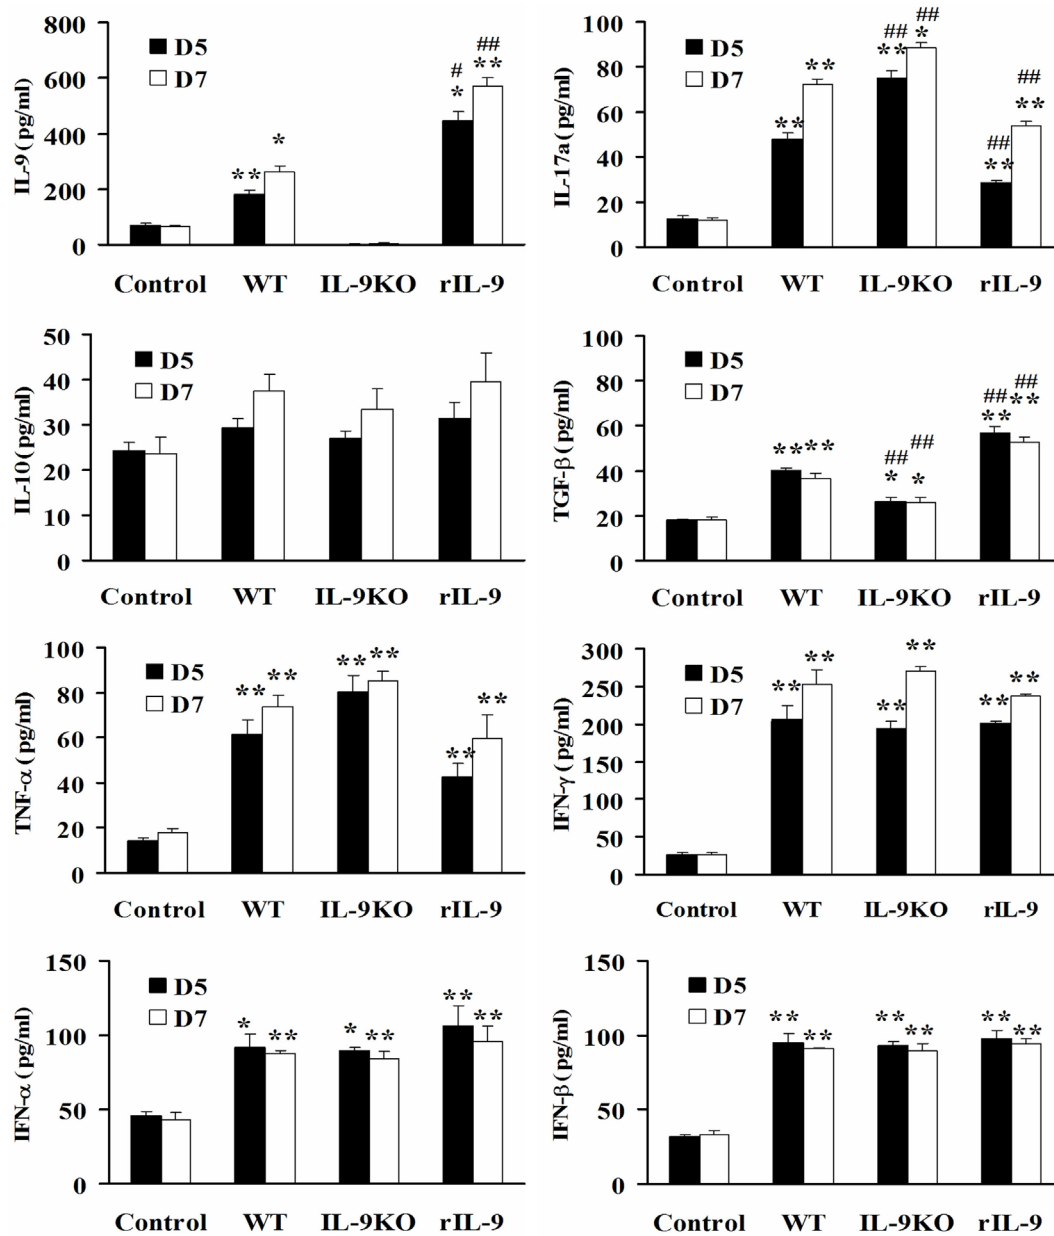 IL-9 (pg/ml)
800
600
400
200
0
D5
D7
** * # * ## **
Control WT IL-9KO rIL-9
IL-17a (pg/ml)
100
80
60
40
20
0
D5
D7
** ** ## ** ## * ## ** ## **
Control WT IL-9KO rIL-9
IL-10 (pg/ml)
50
40
30
20
10
0
D5
D7
Control WT IL-9KO rIL-9
TGF-β (pg/ml)
100
80
60
40
20
0
D5
D7
** ** ## * ## * ## ** ## **
Control WT IL-9KO rIL-9
TNF-α (pg/ml)
100
80
60
40
20
0
D5
D7
** ** ** ** ** **
Control WT IL-9KO rIL-9
IFN-γ (pg/ml)
300
250
200
150
100
50
0
D5
D7
** ** ** ** ** **
Control WT IL-9KO rIL-9
IFN-α (pg/ml)
150
100
50
0
D5
D7
* ** * ** ** **
Control WT IL-9KO rIL-9
IFN-β (pg/ml)
150
100
50
0
D5
D7
** ** ** ** ** **
Control WT IL-9KO rIL-9